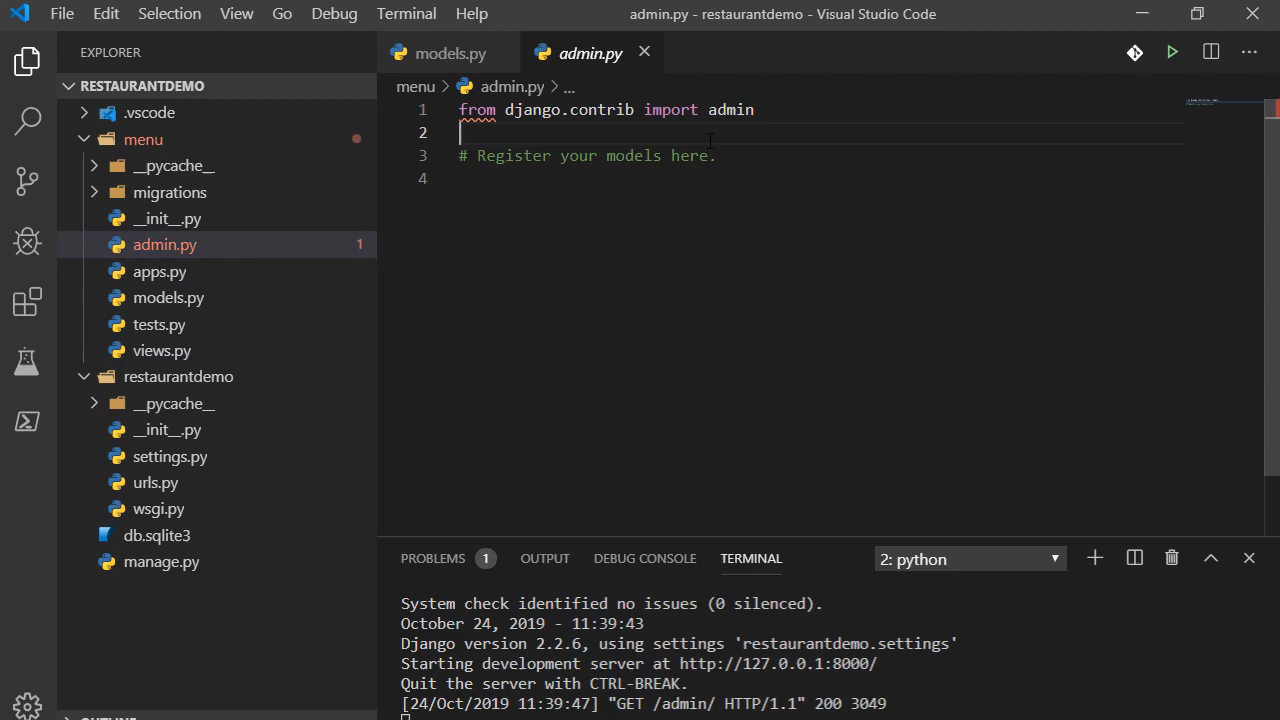 File Edit Selection View Go Debug Terminal Help admin.py - restaurantdemo - Visual Studio Code
EXPLORER
RESTAURANTDEMO
.vscode
menu
__pycache__
migrations
__init__.py
admin.py 1
apps.py
models.py
tests.py
views.py
restaurantdemo
__pycache__
__init__.py
settings.py
urls.py
wsgi.py
db.sqlite3
manage.py
models.py admin.py
menu > admin.py > ...
1 from django.contrib import admin
2
3 # Register your models here.
4
PROBLEMS 1 OUTPUT DEBUG CONSOLE TERMINAL 2: python
System check identified no issues (0 silenced).
October 24, 2019 - 11:39:43
Django version 2.2.6, using settings 'restaurantdemo.settings'
Starting development server at http://127.0.0.1:8000/
Quit the server with CTRL-BREAK.
[24/Oct/2019 11:39:47] "GET /admin/ HTTP/1.1" 200 3049